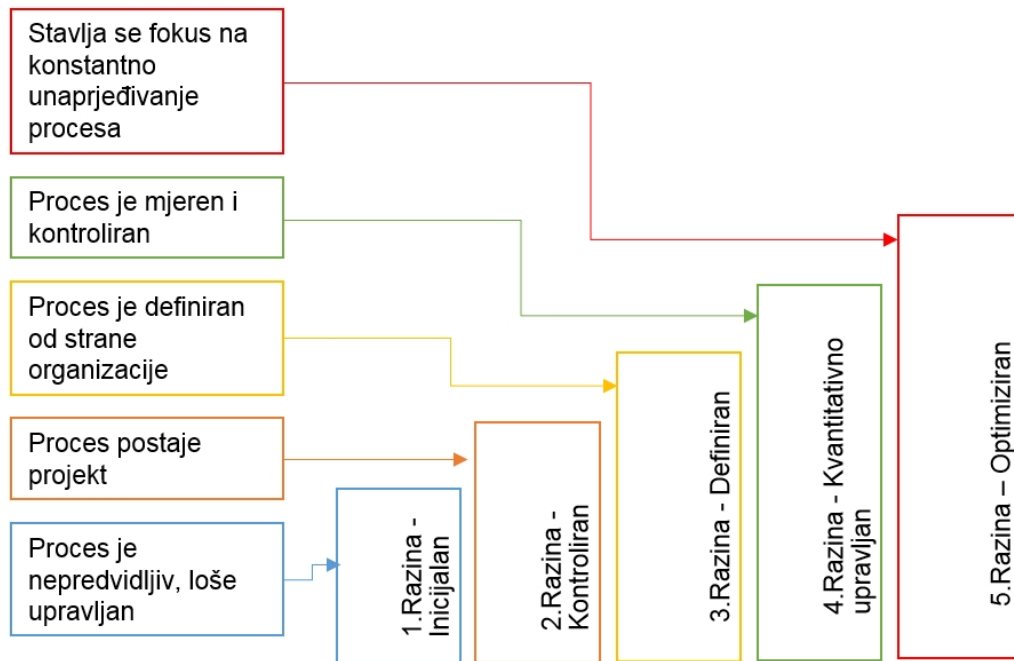 Stavlja se fokus na
konstantno
unaprjeđivanje
procesa
Proces je mjeren i
kontroliran
Proces je definiran
od strane
organizacije
Proces postaje
projekt
Proces je
nepredvidljiv, loše
upravljan
1.Razina -
Inicijalan
2.Razina -
Kontroliran
3.Razina - Definiran
4.Razina - Kvantitativno
upravljan
5.Razina – Optimiziran